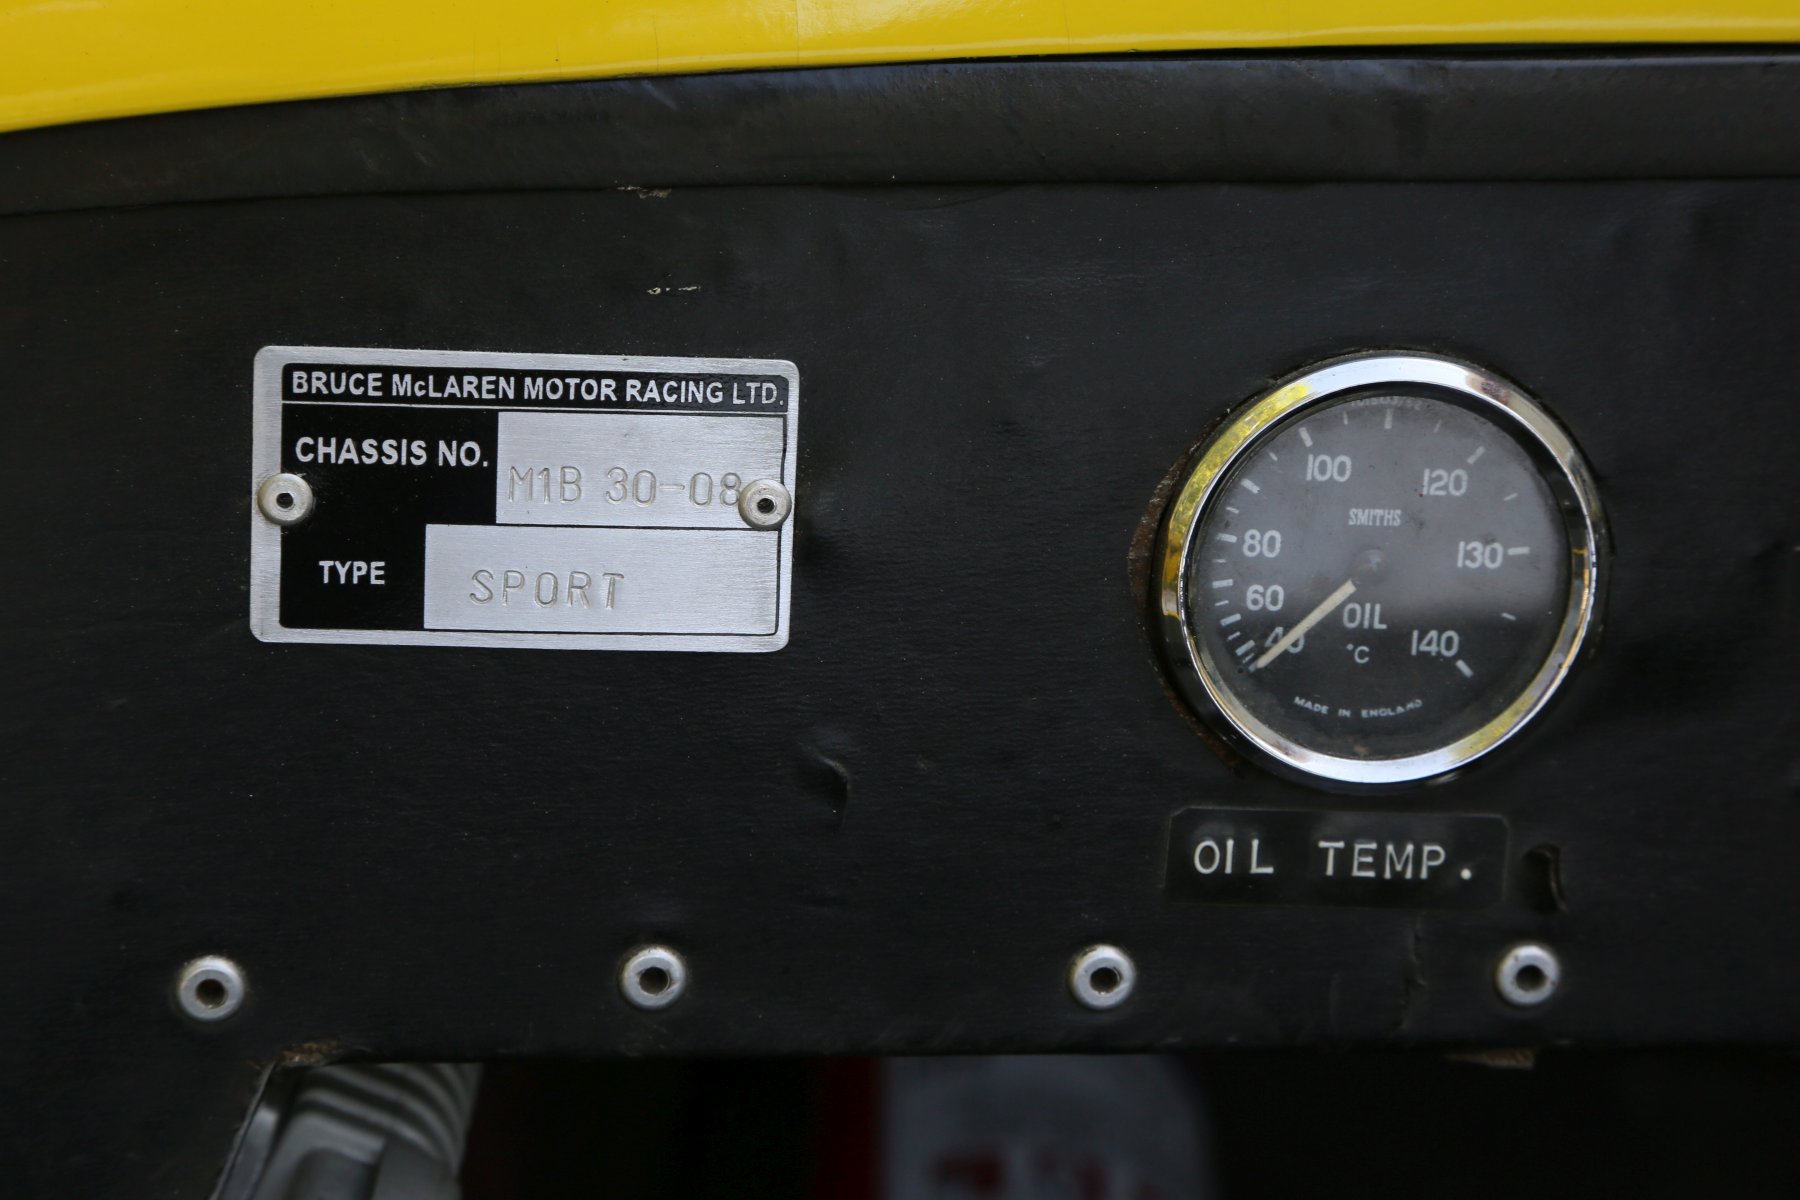 BRUCE McLAREN MOTOR RACING LTD.
CHASSIS NO. M1B 30-08
TYPE SPORT
100 120
SMITHS
80 130
60
OIL
40 140
°C
MADE IN ENGLAND
OIL TEMP.